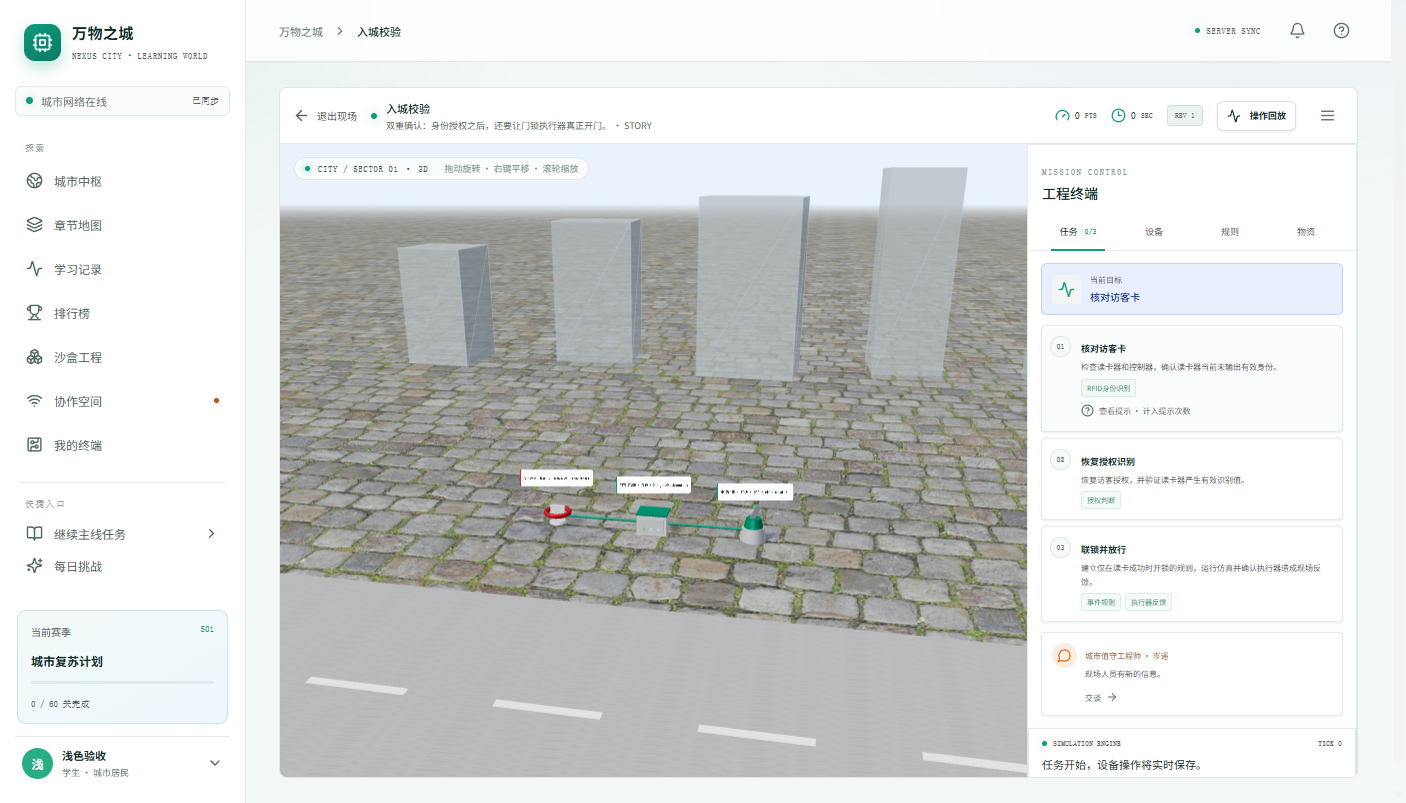 万物之城
NEXUS CITY • LEARNING WORLD
城市网络在线
已同步
探索
城市中枢
章节地图
学习记录
排行榜
沙盒工程
协作空间
我的终端
快捷入口
继续主线任务
每日挑战
当前赛季
S01
城市复苏计划
0 / 60 关完成
浅
浅色验收
学生 · 城市居民
万物之城
入城校验
SERVER SYNC
退出现场
入城校验
双重确认：身份授权之后，还要让门锁执行器真正开门。 · STORY
0 PTS
0 SEC
REV 1
操作回放
CITY / SECTOR 01 • 3D
拖动旋转 · 右键平移 · 滚轮缩放
MISSION CONTROL
工程终端
任务 0/3
设备
规则
物资
当前目标
核对访客卡
01
核对访客卡
检查读卡器和控制器，确认读卡器当前未输出有效身份。
RFID身份识别
查看提示 · 计入提示次数
02
恢复授权识别
恢复访客授权，并验证读卡器产生有效识别值。
授权判断
03
联锁并放行
建立仅在读卡成功时开锁的规则，运行仿真并确认执行器造成现场反
馈。
事件规则
执行器反馈
城市值守工程师 · 岑遥
现场人员有新的信息。
交谈
SIMULATION ENGINE
TICK 0
任务开始，设备操作将实时保存。